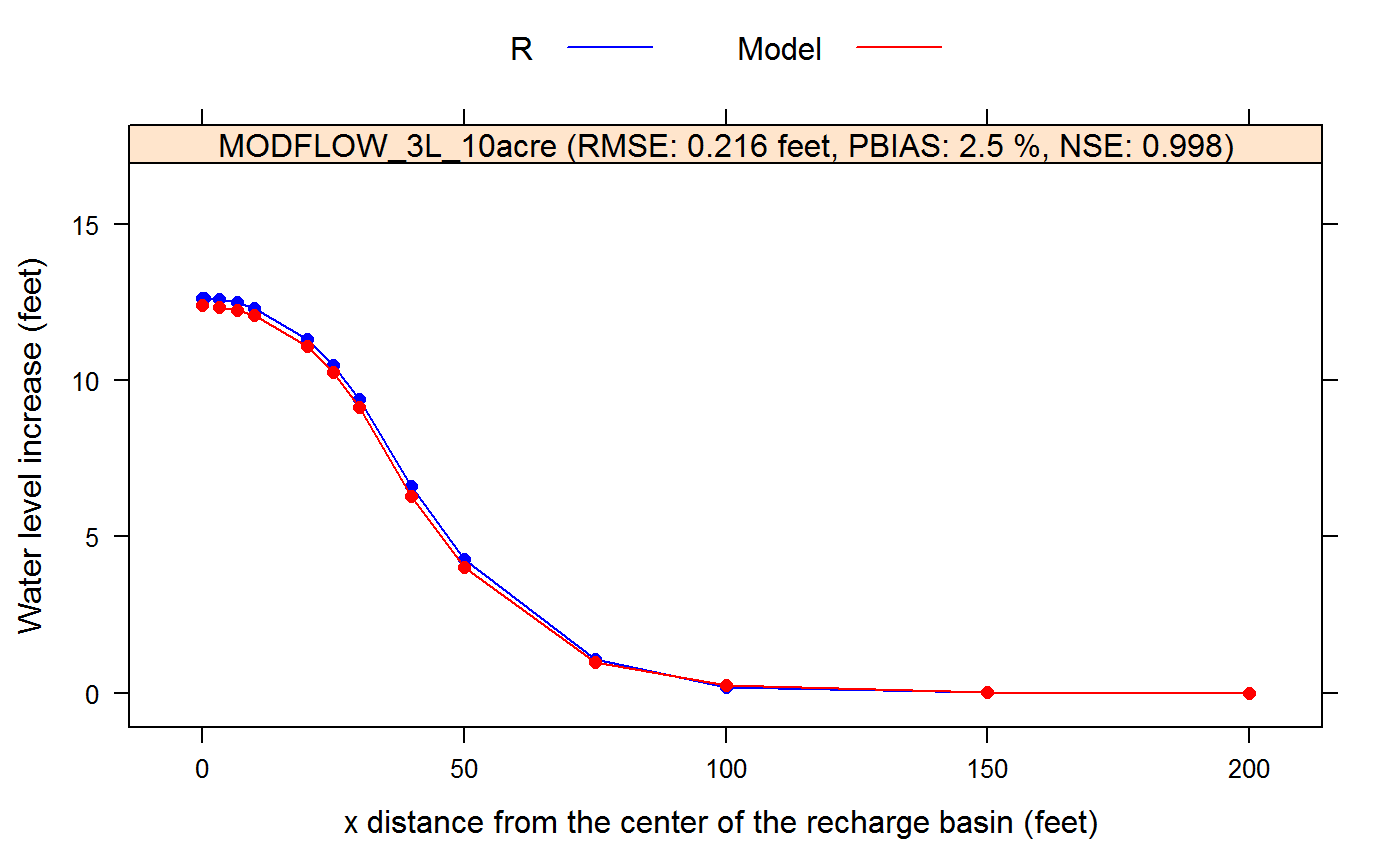 R Model
MODFLOW_3L_10acre (RMSE: 0.216 feet, PBIAS: 2.5 %, NSE: 0.998)
Water level increase (feet)
15
10
5
0
0 50 100 150 200
x distance from the center of the recharge basin (feet)